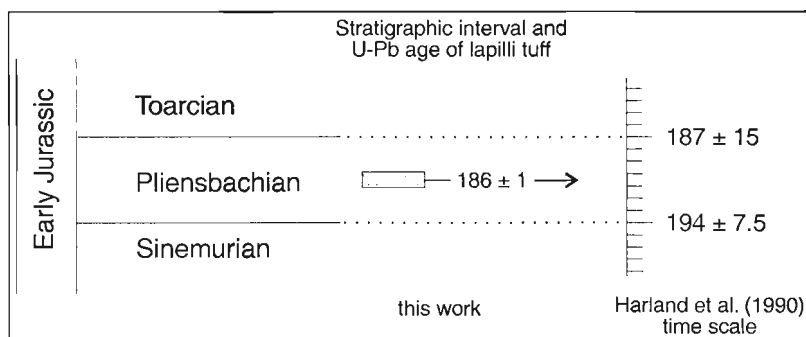 Stratigraphic interval and
U-Pb age of lapilli tuff
Early Jurassic
Toarcian
187 ± 15
Pliensbachian
186 ± 1
194 ± 7.5
Sinemurian
this work
Harland et al. (1990)
time scale